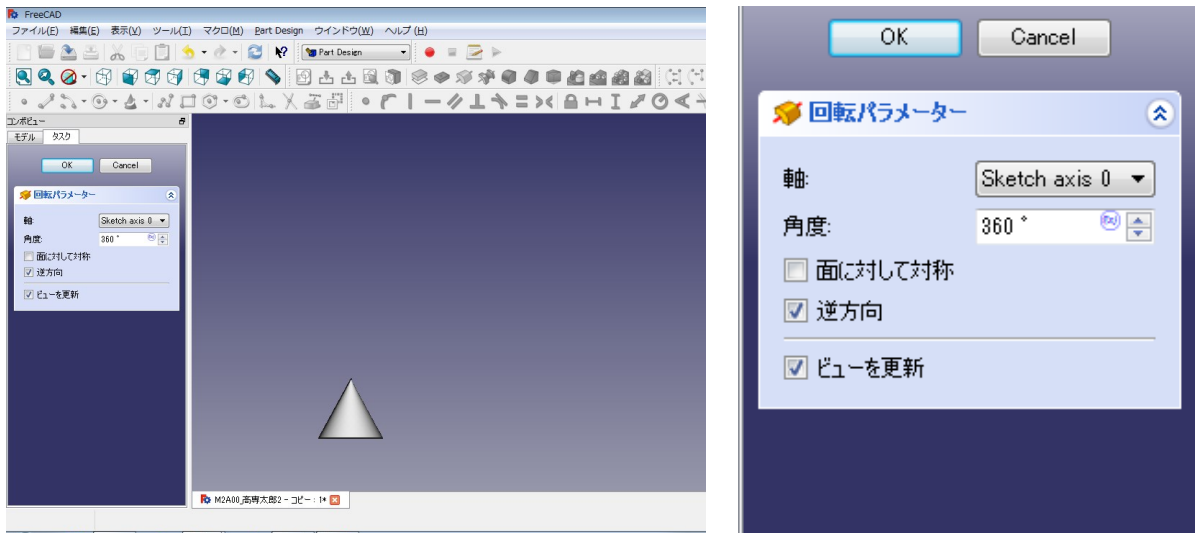 FreeCAD
ファイル(F) 編集(E) 表示(V) ツール(T) マクロ(M) Part Design ウインドウ(W) ヘルプ(H)
Part Design
コンボビュー
モデル タスク
OK Cancel
回転パラメーター
軸: Sketch axis 0
角度: 360 °
面に対して対称
逆方向
ビューを更新
M2A00_高専太郎2 - コピー : 1*
OK Cancel
回転パラメーター
軸: Sketch axis 0
角度: 360 °
面に対して対称
逆方向
ビューを更新